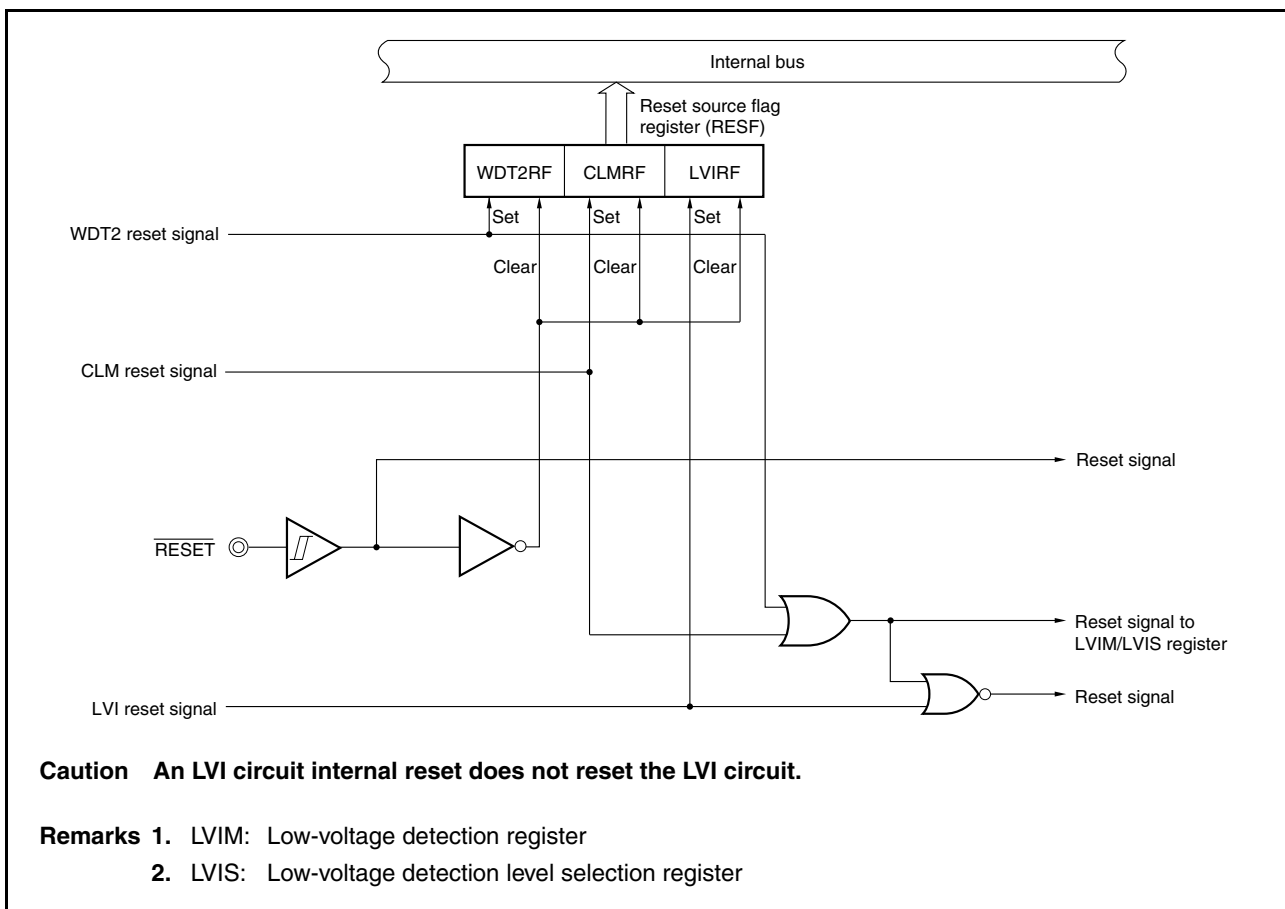 Internal bus
Reset source flag
register (RESF)
WDT2RF CLMRF LVIRF
Set Set Set
WDT2 reset signal
Clear Clear Clear
CLM reset signal
Reset signal
RESET
Reset signal to
LVIM/LVIS register
Reset signal
LVI reset signal
Caution An LVI circuit internal reset does not reset the LVI circuit.
Remarks 1. LVIM: Low-voltage detection register
2. LVIS: Low-voltage detection level selection register